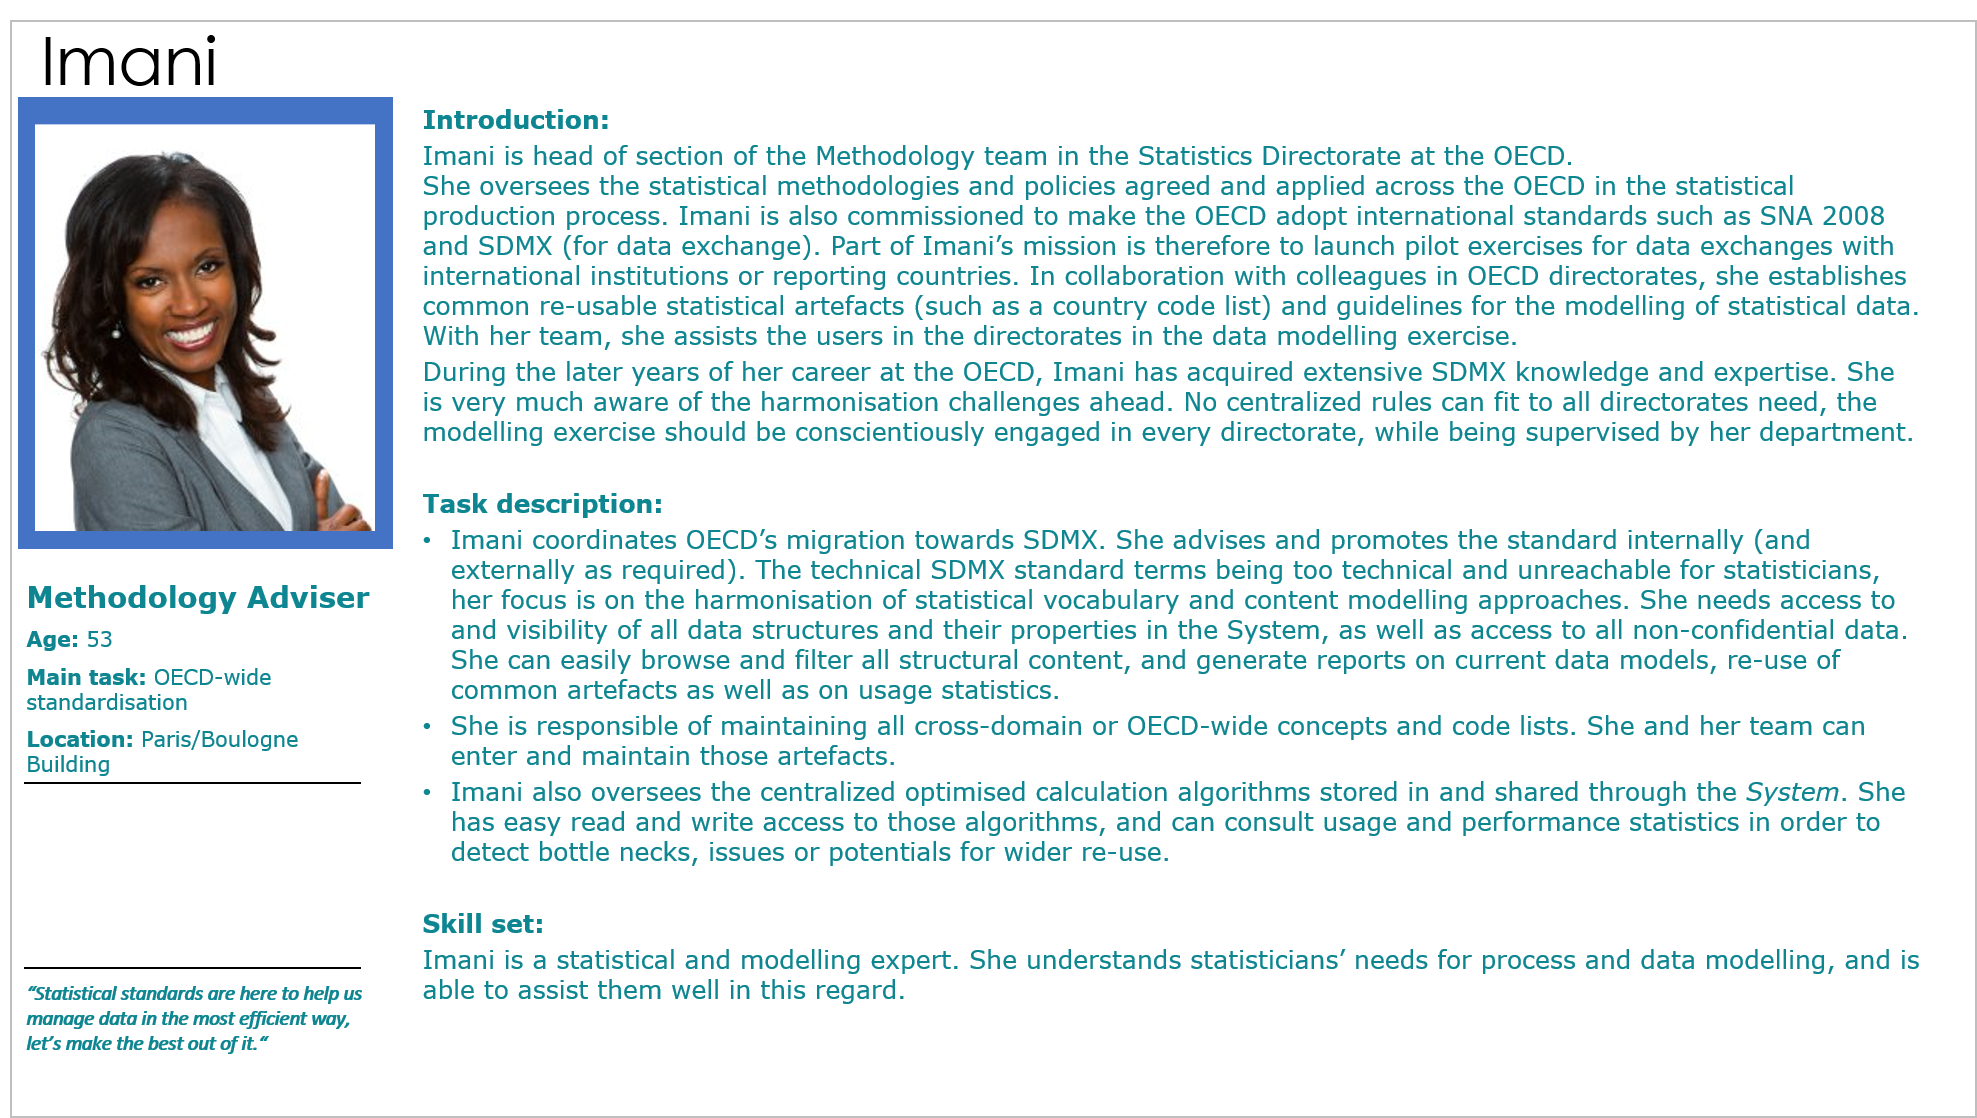 Imani
Methodology Adviser
Age: 53
Main task: OECD-wide
standardisation
Location: Paris/Boulogne
Building
“Statistical standards are here to help us
manage data in the most efficient way,
let’s make the best out of it.“
Introduction:
Imani is head of section of the Methodology team in the Statistics Directorate at the OECD.
She oversees the statistical methodologies and policies agreed and applied across the OECD in the statistical
production process. Imani is also commissioned to make the OECD adopt international standards such as SNA 2008
and SDMX (for data exchange). Part of Imani’s mission is therefore to launch pilot exercises for data exchanges with
international institutions or reporting countries. In collaboration with colleagues in OECD directorates, she establishes
common re-usable statistical artefacts (such as a country code list) and guidelines for the modelling of statistical data.
With her team, she assists the users in the directorates in the data modelling exercise.
During the later years of her career at the OECD, Imani has acquired extensive SDMX knowledge and expertise. She
is very much aware of the harmonisation challenges ahead. No centralized rules can fit to all directorates need, the
modelling exercise should be conscientiously engaged in every directorate, while being supervised by her department.
Task description:
• Imani coordinates OECD’s migration towards SDMX. She advises and promotes the standard internally (and
externally as required). The technical SDMX standard terms being too technical and unreachable for statisticians,
her focus is on the harmonisation of statistical vocabulary and content modelling approaches. She needs access to
and visibility of all data structures and their properties in the System, as well as access to all non-confidential data.
She can easily browse and filter all structural content, and generate reports on current data models, re-use of
common artefacts as well as on usage statistics.
• She is responsible of maintaining all cross-domain or OECD-wide concepts and code lists. She and her team can
enter and maintain those artefacts.
• Imani also oversees the centralized optimised calculation algorithms stored in and shared through the System. She
has easy read and write access to those algorithms, and can consult usage and performance statistics in order to
detect bottle necks, issues or potentials for wider re-use.
Skill set:
Imani is a statistical and modelling expert. She understands statisticians’ needs for process and data modelling, and is
able to assist them well in this regard.